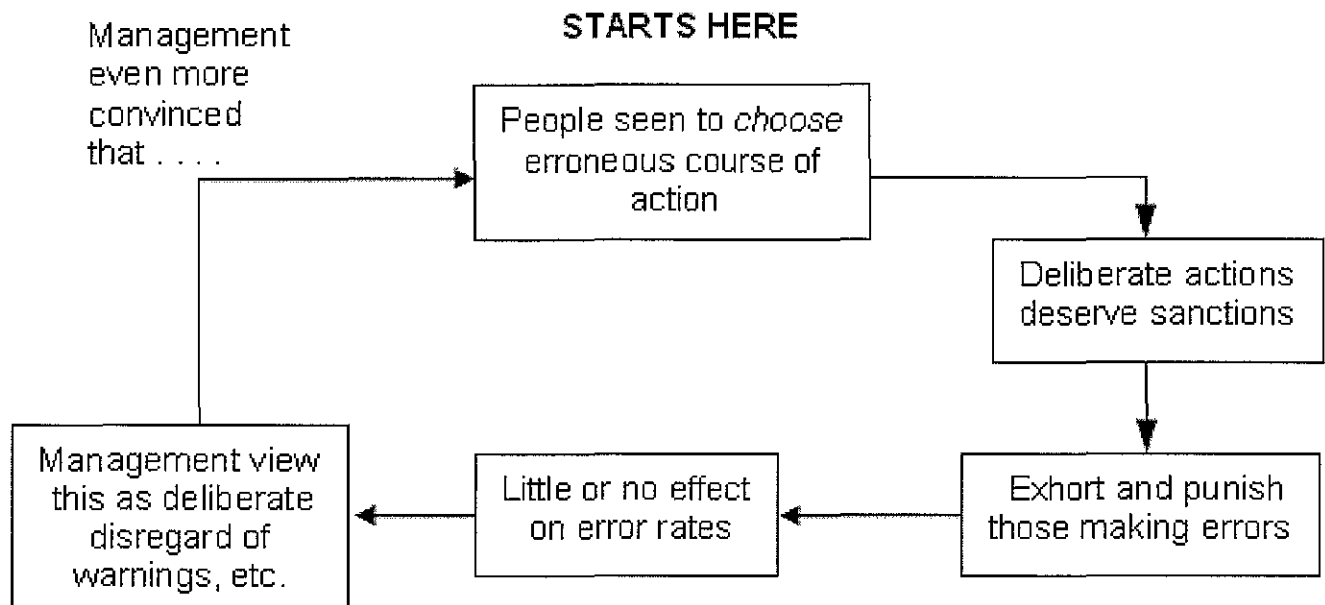 STARTS HERE
Management
even more
convinced
that . . . .
People seen to choose
erroneous course of
action
Deliberate actions
deserve sanctions
Exhort and punish
those making errors
Little or no effect
on error rates
Management view
this as deliberate
disregard of
warnings, etc.